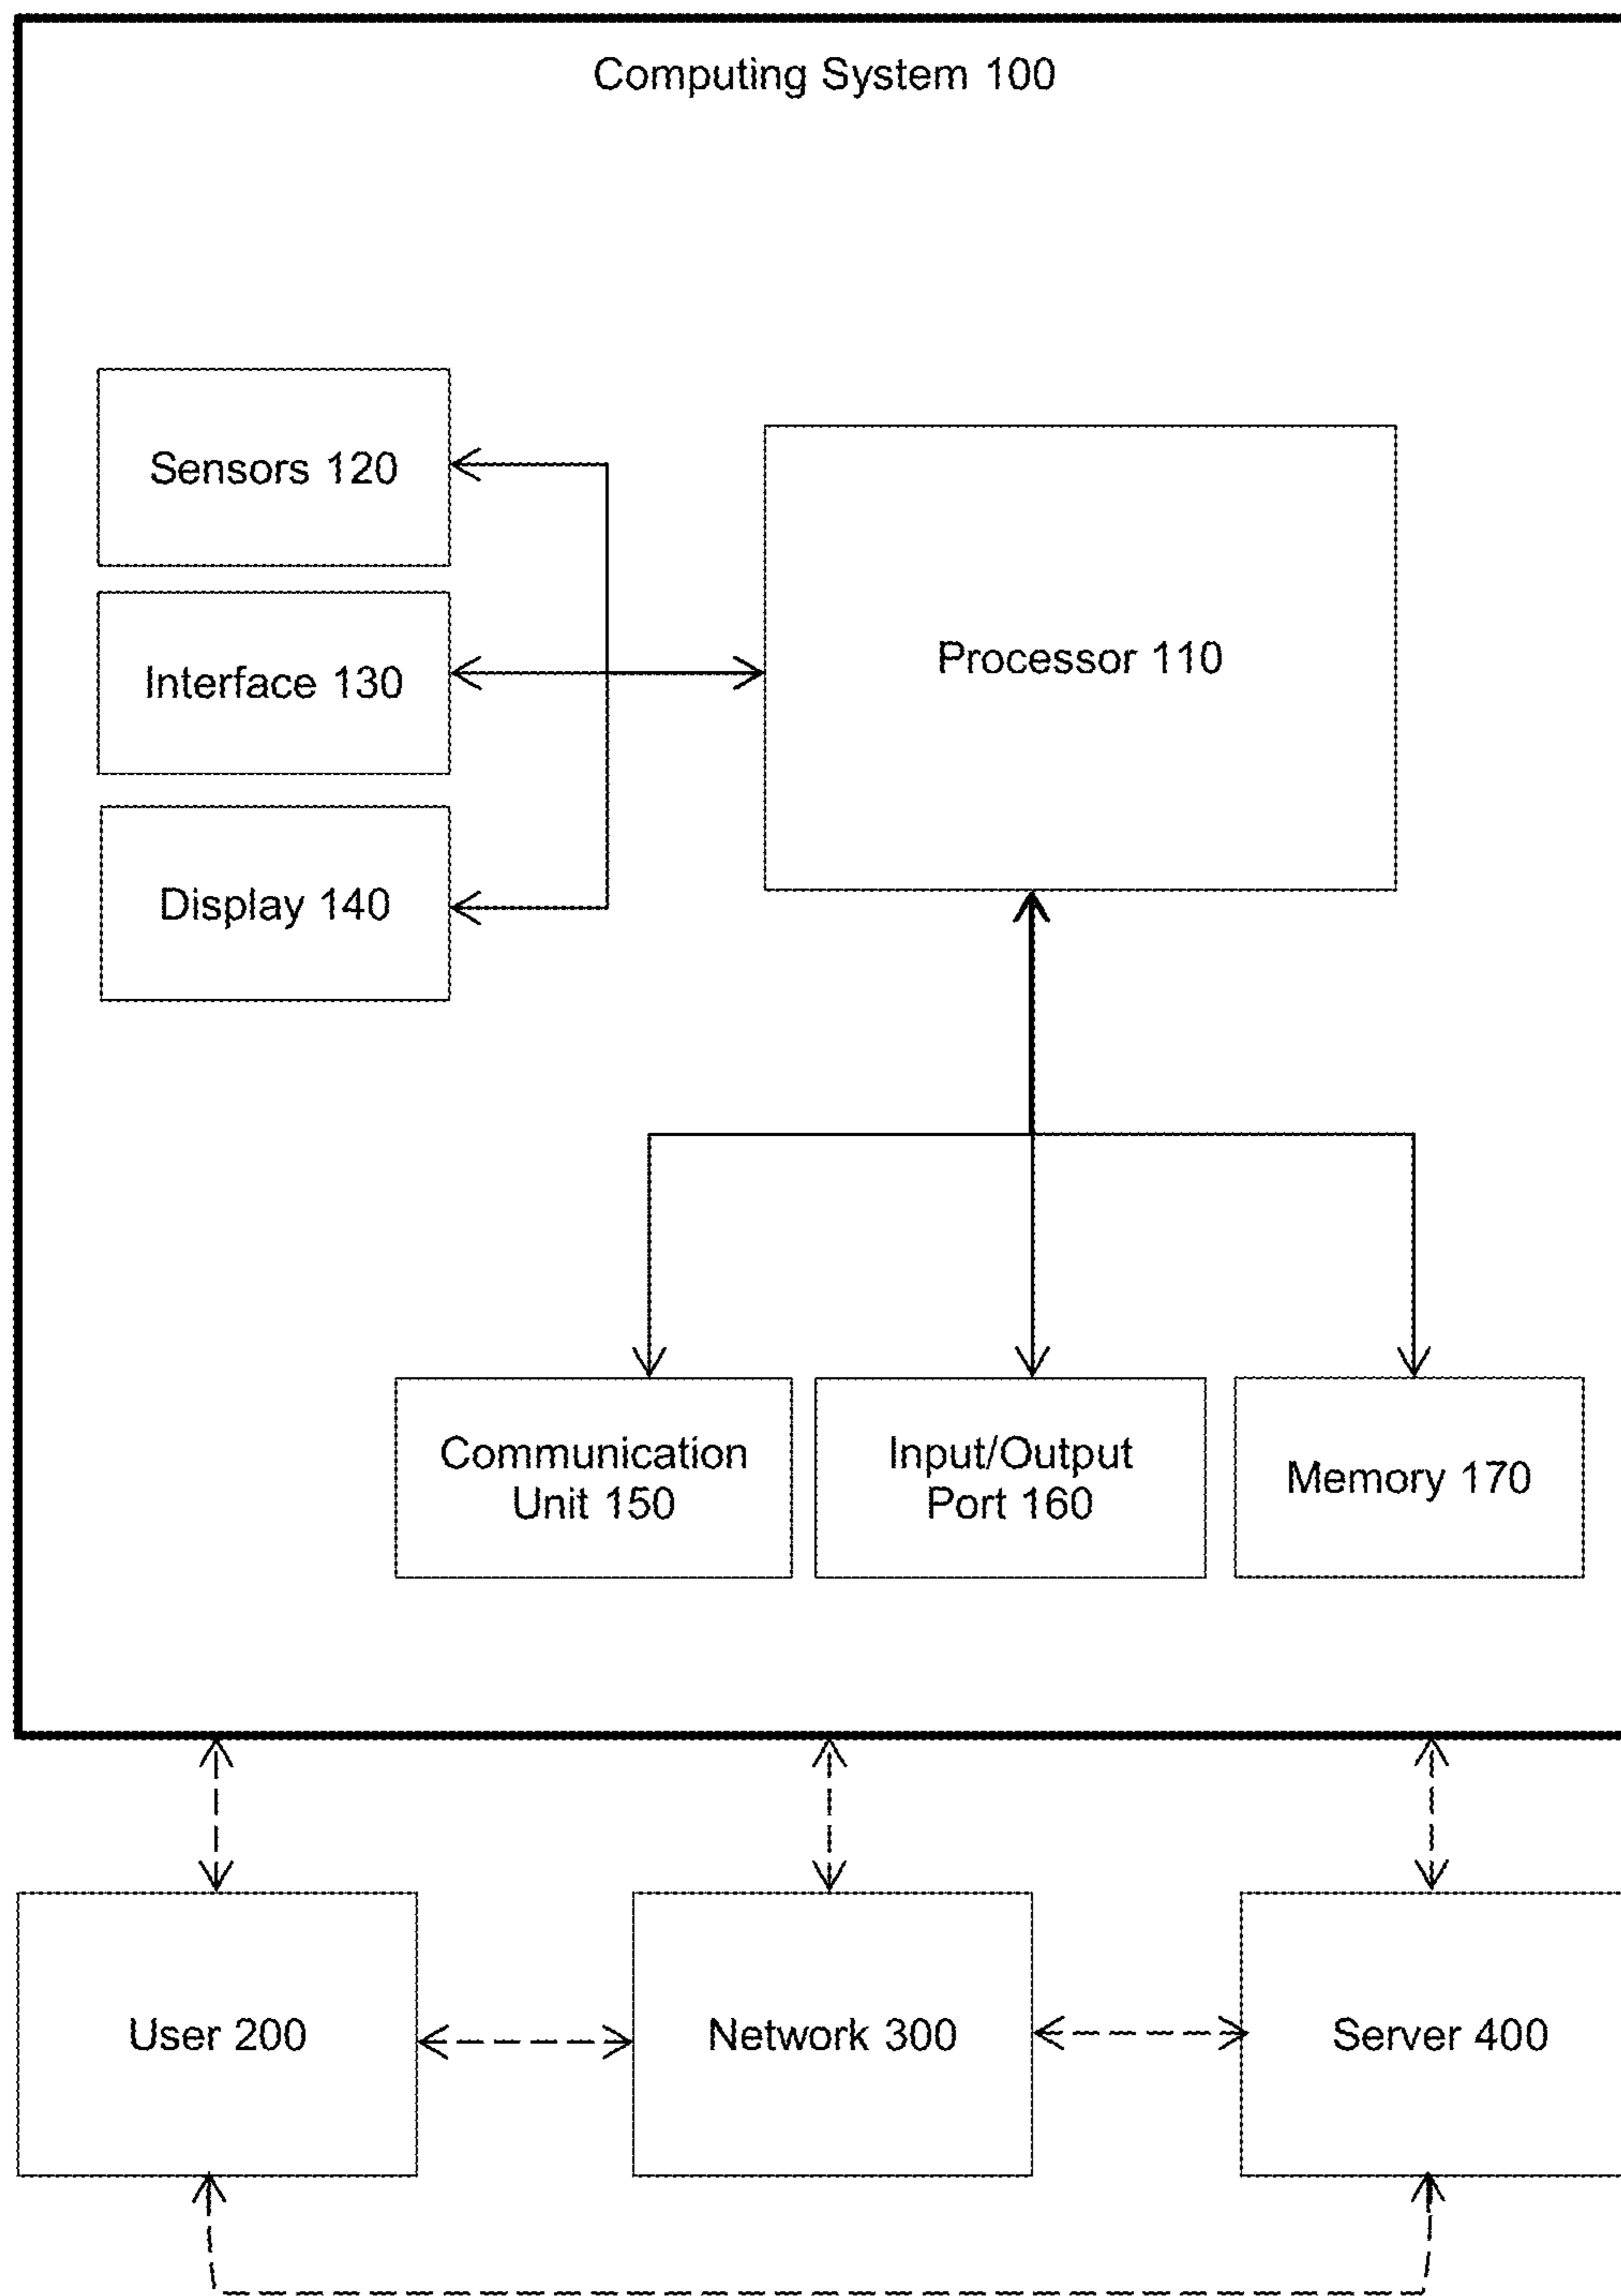 Computing System 100
Sensors 120
Processor 110
Interface 130
Display 140
Communication
Unit 150
Input/Output
Port 160
Memory 170
User 200
Network 300
Server 400